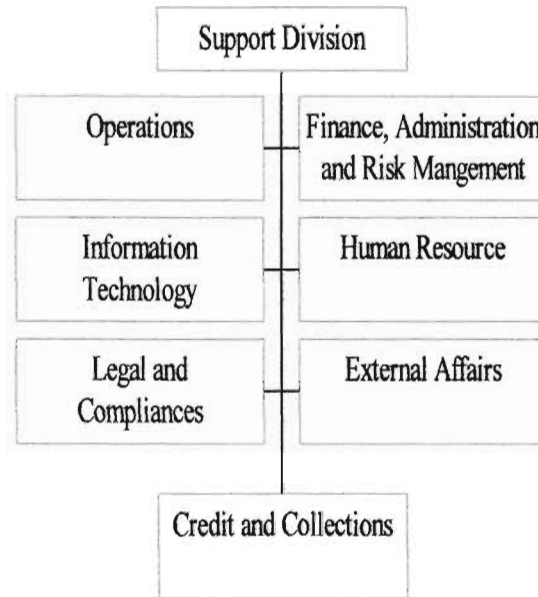 Support Division
Operations
Finance, Administration
and Risk Mangement
Information
Technology
Human Resource
Legal and
Compliances
External Affairs
Credit and Collections